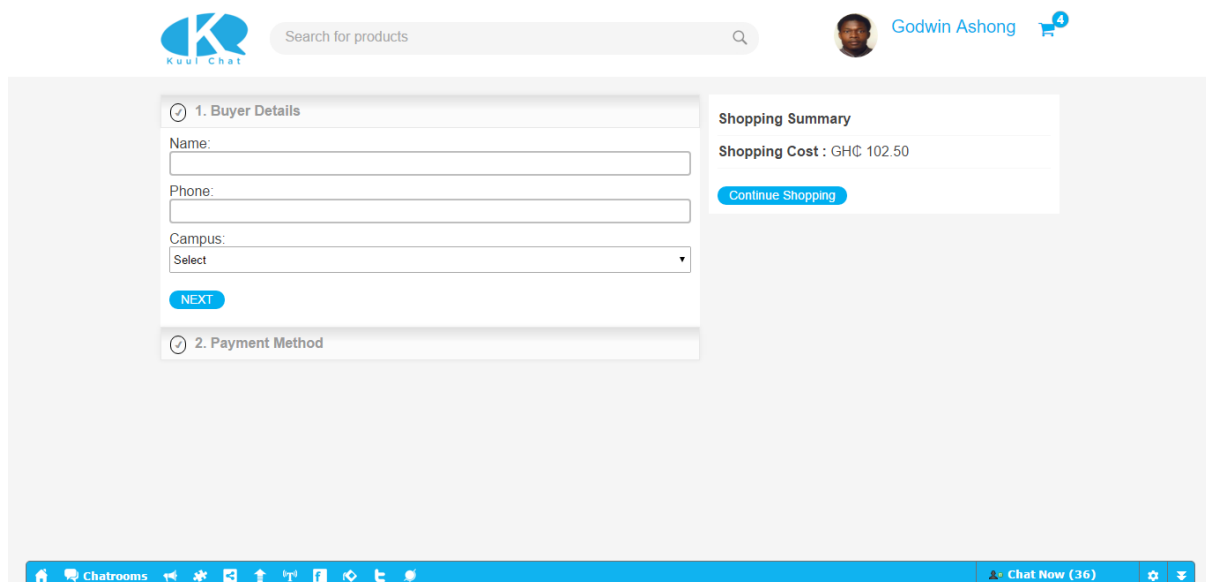 Kuul Chat
Search for products
Godwin Ashong
4
1. Buyer Details
Name:
Phone:
Campus:
Select
NEXT
2. Payment Method
Shopping Summary
Shopping Cost : GH₵ 102.50
Continue Shopping
Chatrooms
Chat Now (36)